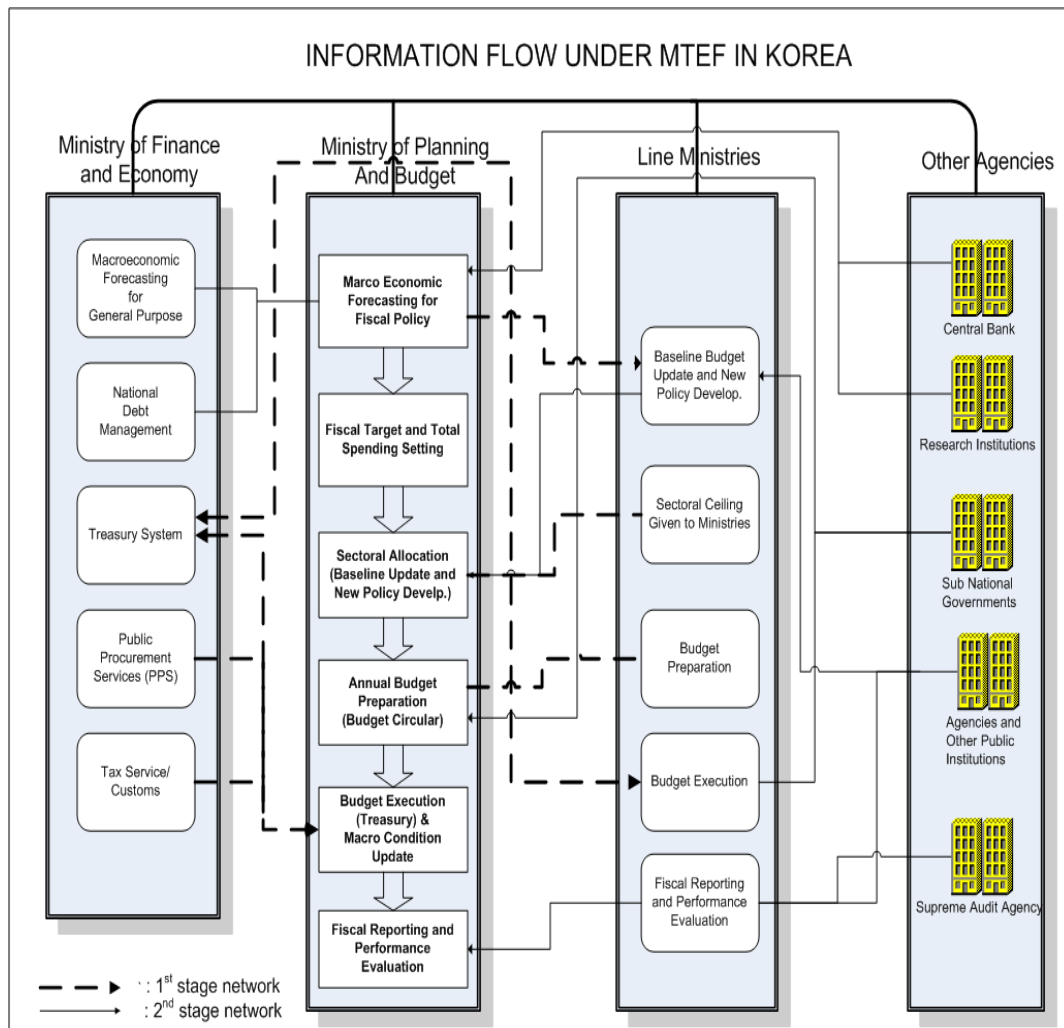 INFORMATION FLOW UNDER MTEF IN KOREA
Ministry of Finance
and Economy
Macroeconomic
Forecasting
for
General Purpose
National
Debt
Management
Treasury System
Public
Procurement
Services (PPS)
Tax Service/
Customs
Ministry of Planning
And Budget
Marco Economic
Forecasting for
Fiscal Policy
Fiscal Target and Total
Spending Setting
Sectoral Allocation
(Baseline Update and
New Policy Develp.)
Annual Budget
Preparation
(Budget Circular)
Budget Execution
(Treasury) &
Macro Condition
Update
Fiscal Reporting and
Performance
Evaluation
Line Ministries
Baseline Budget
Update and New
Policy Develop.
Sectoral Ceiling
Given to Ministries
Budget
Preparation
Budget Execution
Fiscal Reporting
and Performance
Evaluation
Other Agencies
Central Bank
Research Institutions
Sub National
Governments
Agencies and
Other Public
Institutions
Supreme Audit Agency
: 1st stage network
: 2nd stage network